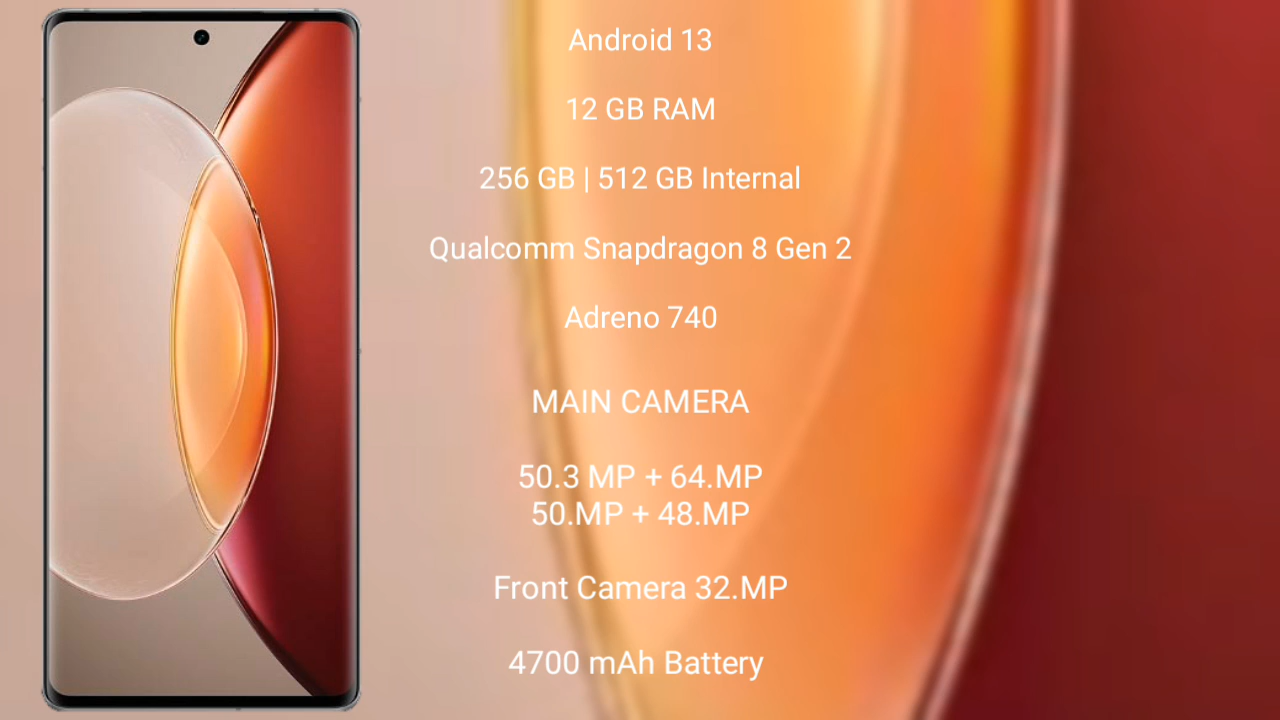 Android 13
12 GB RAM
256 GB | 512 GB Internal
Qualcomm Snapdragon 8 Gen 2
Adreno 740
MAIN CAMERA
50.3 MP + 64.MP
50.MP + 48.MP
Front Camera 32.MP
4700 mAh Battery